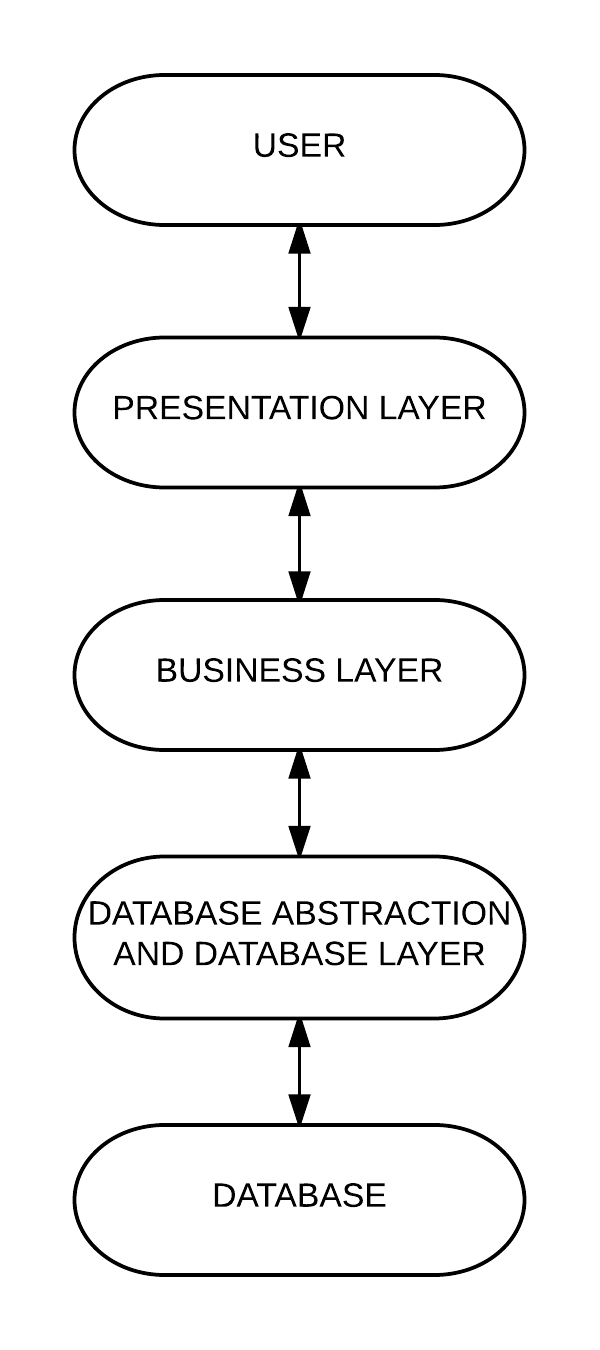 USER
PRESENTATION LAYER
BUSINESS LAYER
DATABASE ABSTRACTION
AND DATABASE LAYER
DATABASE